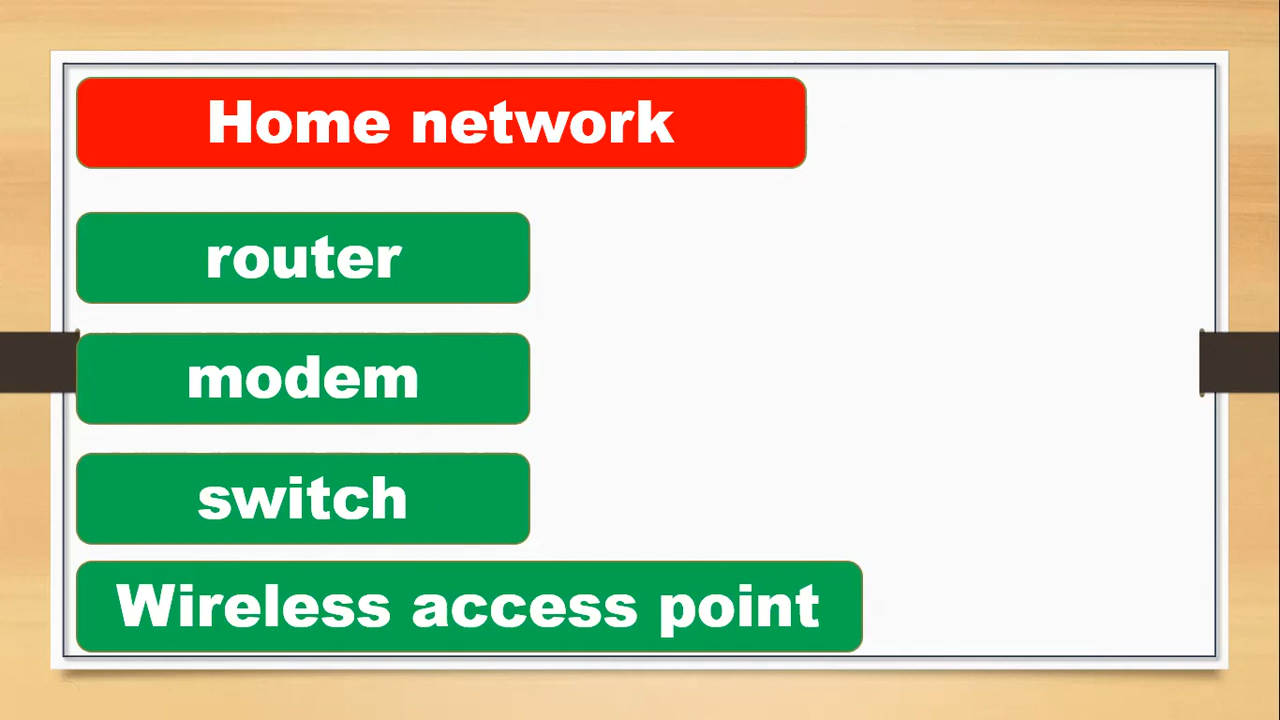 Home network
router
modem
switch
Wireless access point